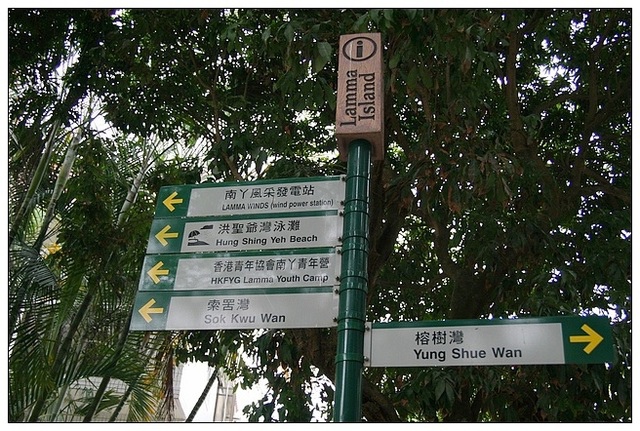 i
Lamma
Island
南丫風采發電站
LAMMA WINDS (wind power station)
洪聖爺灣泳灘
Hung Shing Yeh Beach
香港青年協會南丫青年營
HKFYG Lamma Youth Camp
索罟灣
Sok Kwu Wan
榕樹灣
Yung Shue Wan